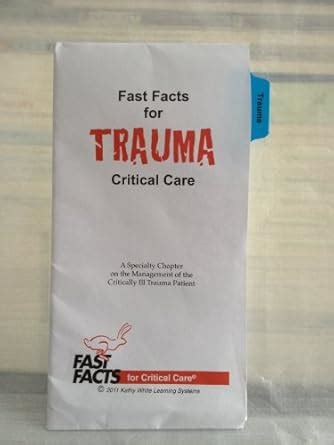 Fast Facts
for
TRAUMA
Critical Care
Trauma
A Specialty Chapter
on the Management of the
Critically Ill Trauma Patient
FAST
FACTS for Critical Care®
© 2011 Kathy White Learning Systems